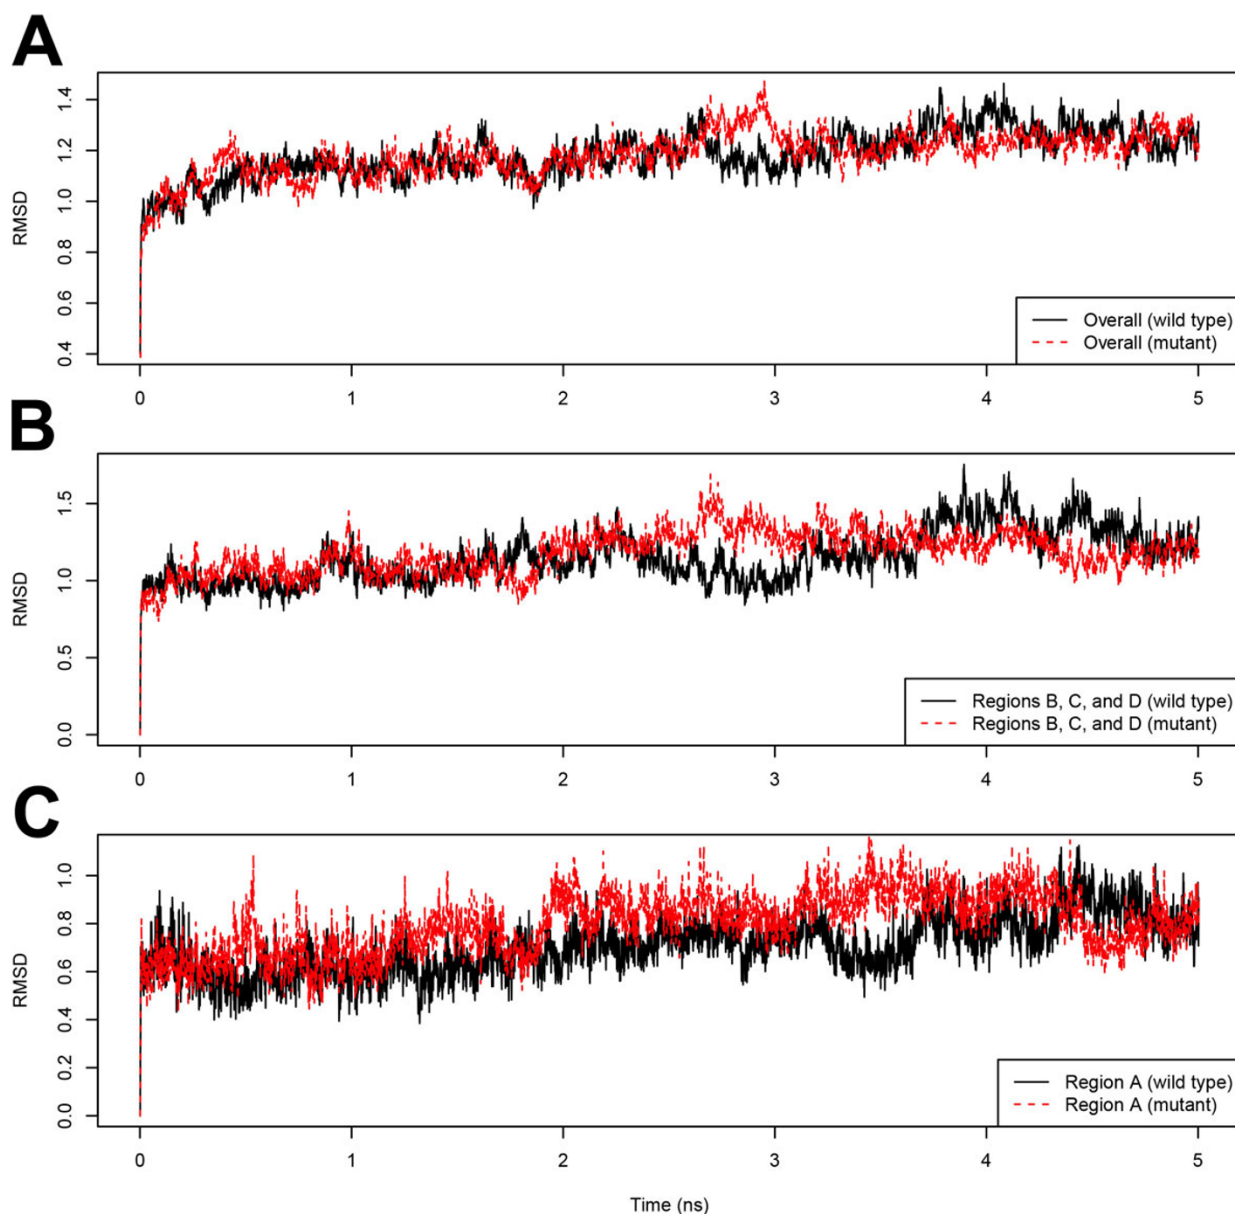 A
RMSD
1.4
1.2
1.0
0.8
0.6
0.4
Overall (wild type)
Overall (mutant)
0 1 2 3 4 5
B
RMSD
1.5
1.0
0.5
0.0
Regions B, C, and D (wild type)
Regions B, C, and D (mutant)
0 1 2 3 4 5
C
RMSD
1.0
0.8
0.6
0.4
0.2
0.0
Region A (wild type)
Region A (mutant)
0 1 2 3 4 5
Time (ns)